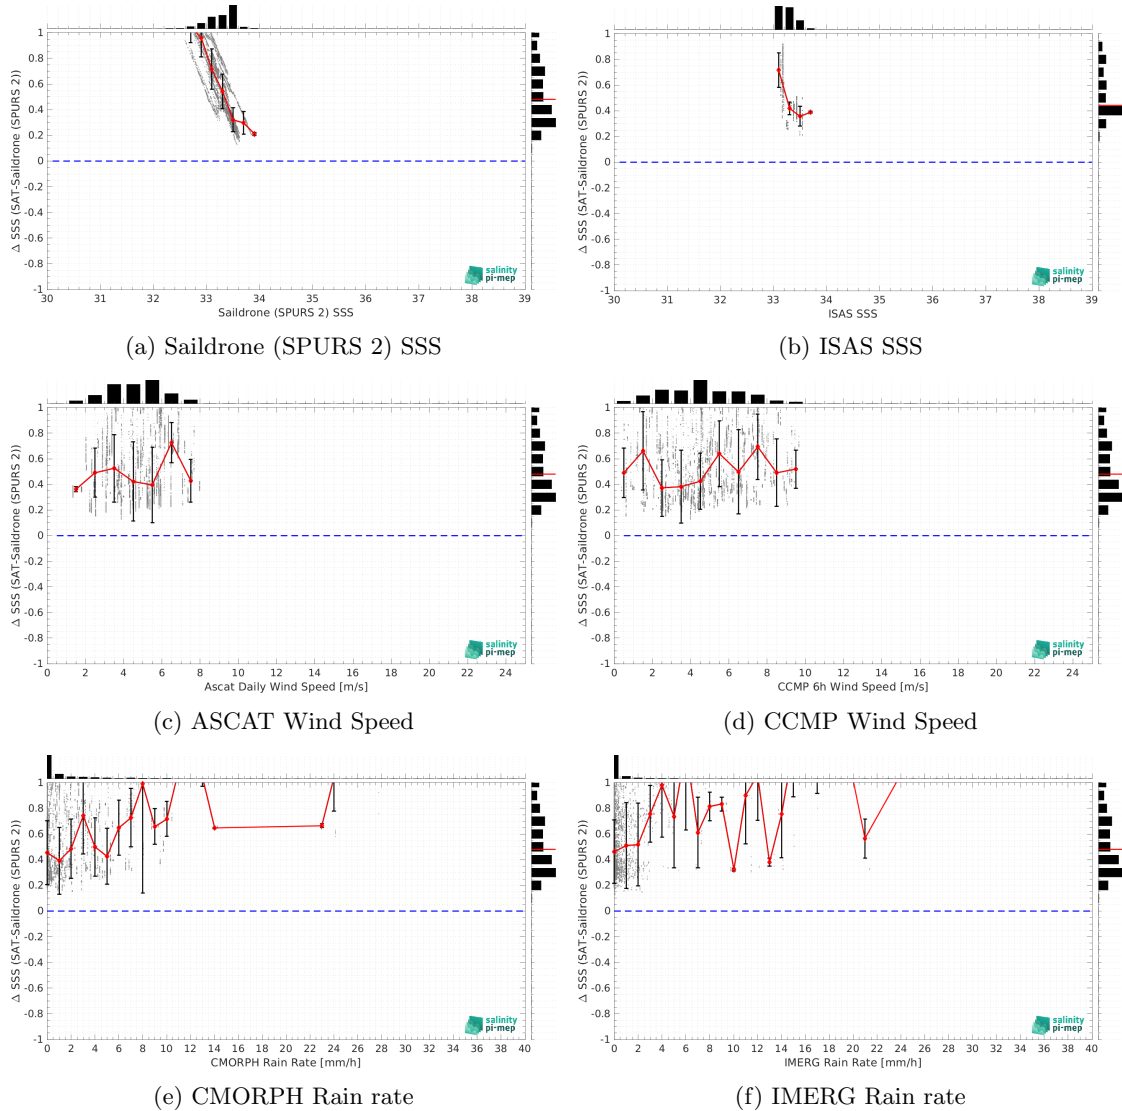 1
0.8
0.6
0.4
0.2
0
-0.2
-0.4
-0.6
-0.8
-1
Δ SSS (SAT-Saildrone (SPURS 2))
salinity
pi-mep
30 31 32 33 34 35 36 37 38 39
Saildrone (SPURS 2) SSS
(a) Saildrone (SPURS 2) SSS
1
0.8
0.6
0.4
0.2
0
-0.2
-0.4
-0.6
-0.8
-1
Δ SSS (SAT-Saildrone (SPURS 2))
salinity
pi-mep
30 31 32 33 34 35 36 37 38 39
ISAS SSS
(b) ISAS SSS
1
0.8
0.6
0.4
0.2
0
-0.2
-0.4
-0.6
-0.8
-1
Δ SSS (SAT-Saildrone (SPURS 2))
salinity
pi-mep
0 2 4 6 8 10 12 14 16 18 20 22 24
Ascat Daily Wind Speed [m/s]
(c) ASCAT Wind Speed
1
0.8
0.6
0.4
0.2
0
-0.2
-0.4
-0.6
-0.8
-1
Δ SSS (SAT-Saildrone (SPURS 2))
salinity
pi-mep
0 2 4 6 8 10 12 14 16 18 20 22 24
CCMP 6h Wind Speed [m/s]
(d) CCMP Wind Speed
1
0.8
0.6
0.4
0.2
0
-0.2
-0.4
-0.6
-0.8
-1
Δ SSS (SAT-Saildrone (SPURS 2))
salinity
pi-mep
0 2 4 6 8 10 12 14 16 18 20 22 24 26 28 30 32 34 36 38 40
CMORPH Rain Rate [mm/h]
(e) CMORPH Rain rate
1
0.8
0.6
0.4
0.2
0
-0.2
-0.4
-0.6
-0.8
-1
Δ SSS (SAT-Saildrone (SPURS 2))
salinity
pi-mep
0 2 4 6 8 10 12 14 16 18 20 22 24 26 28 30 32 34 36 38 40
IMERG Rain Rate [mm/h]
(f) IMERG Rain rate